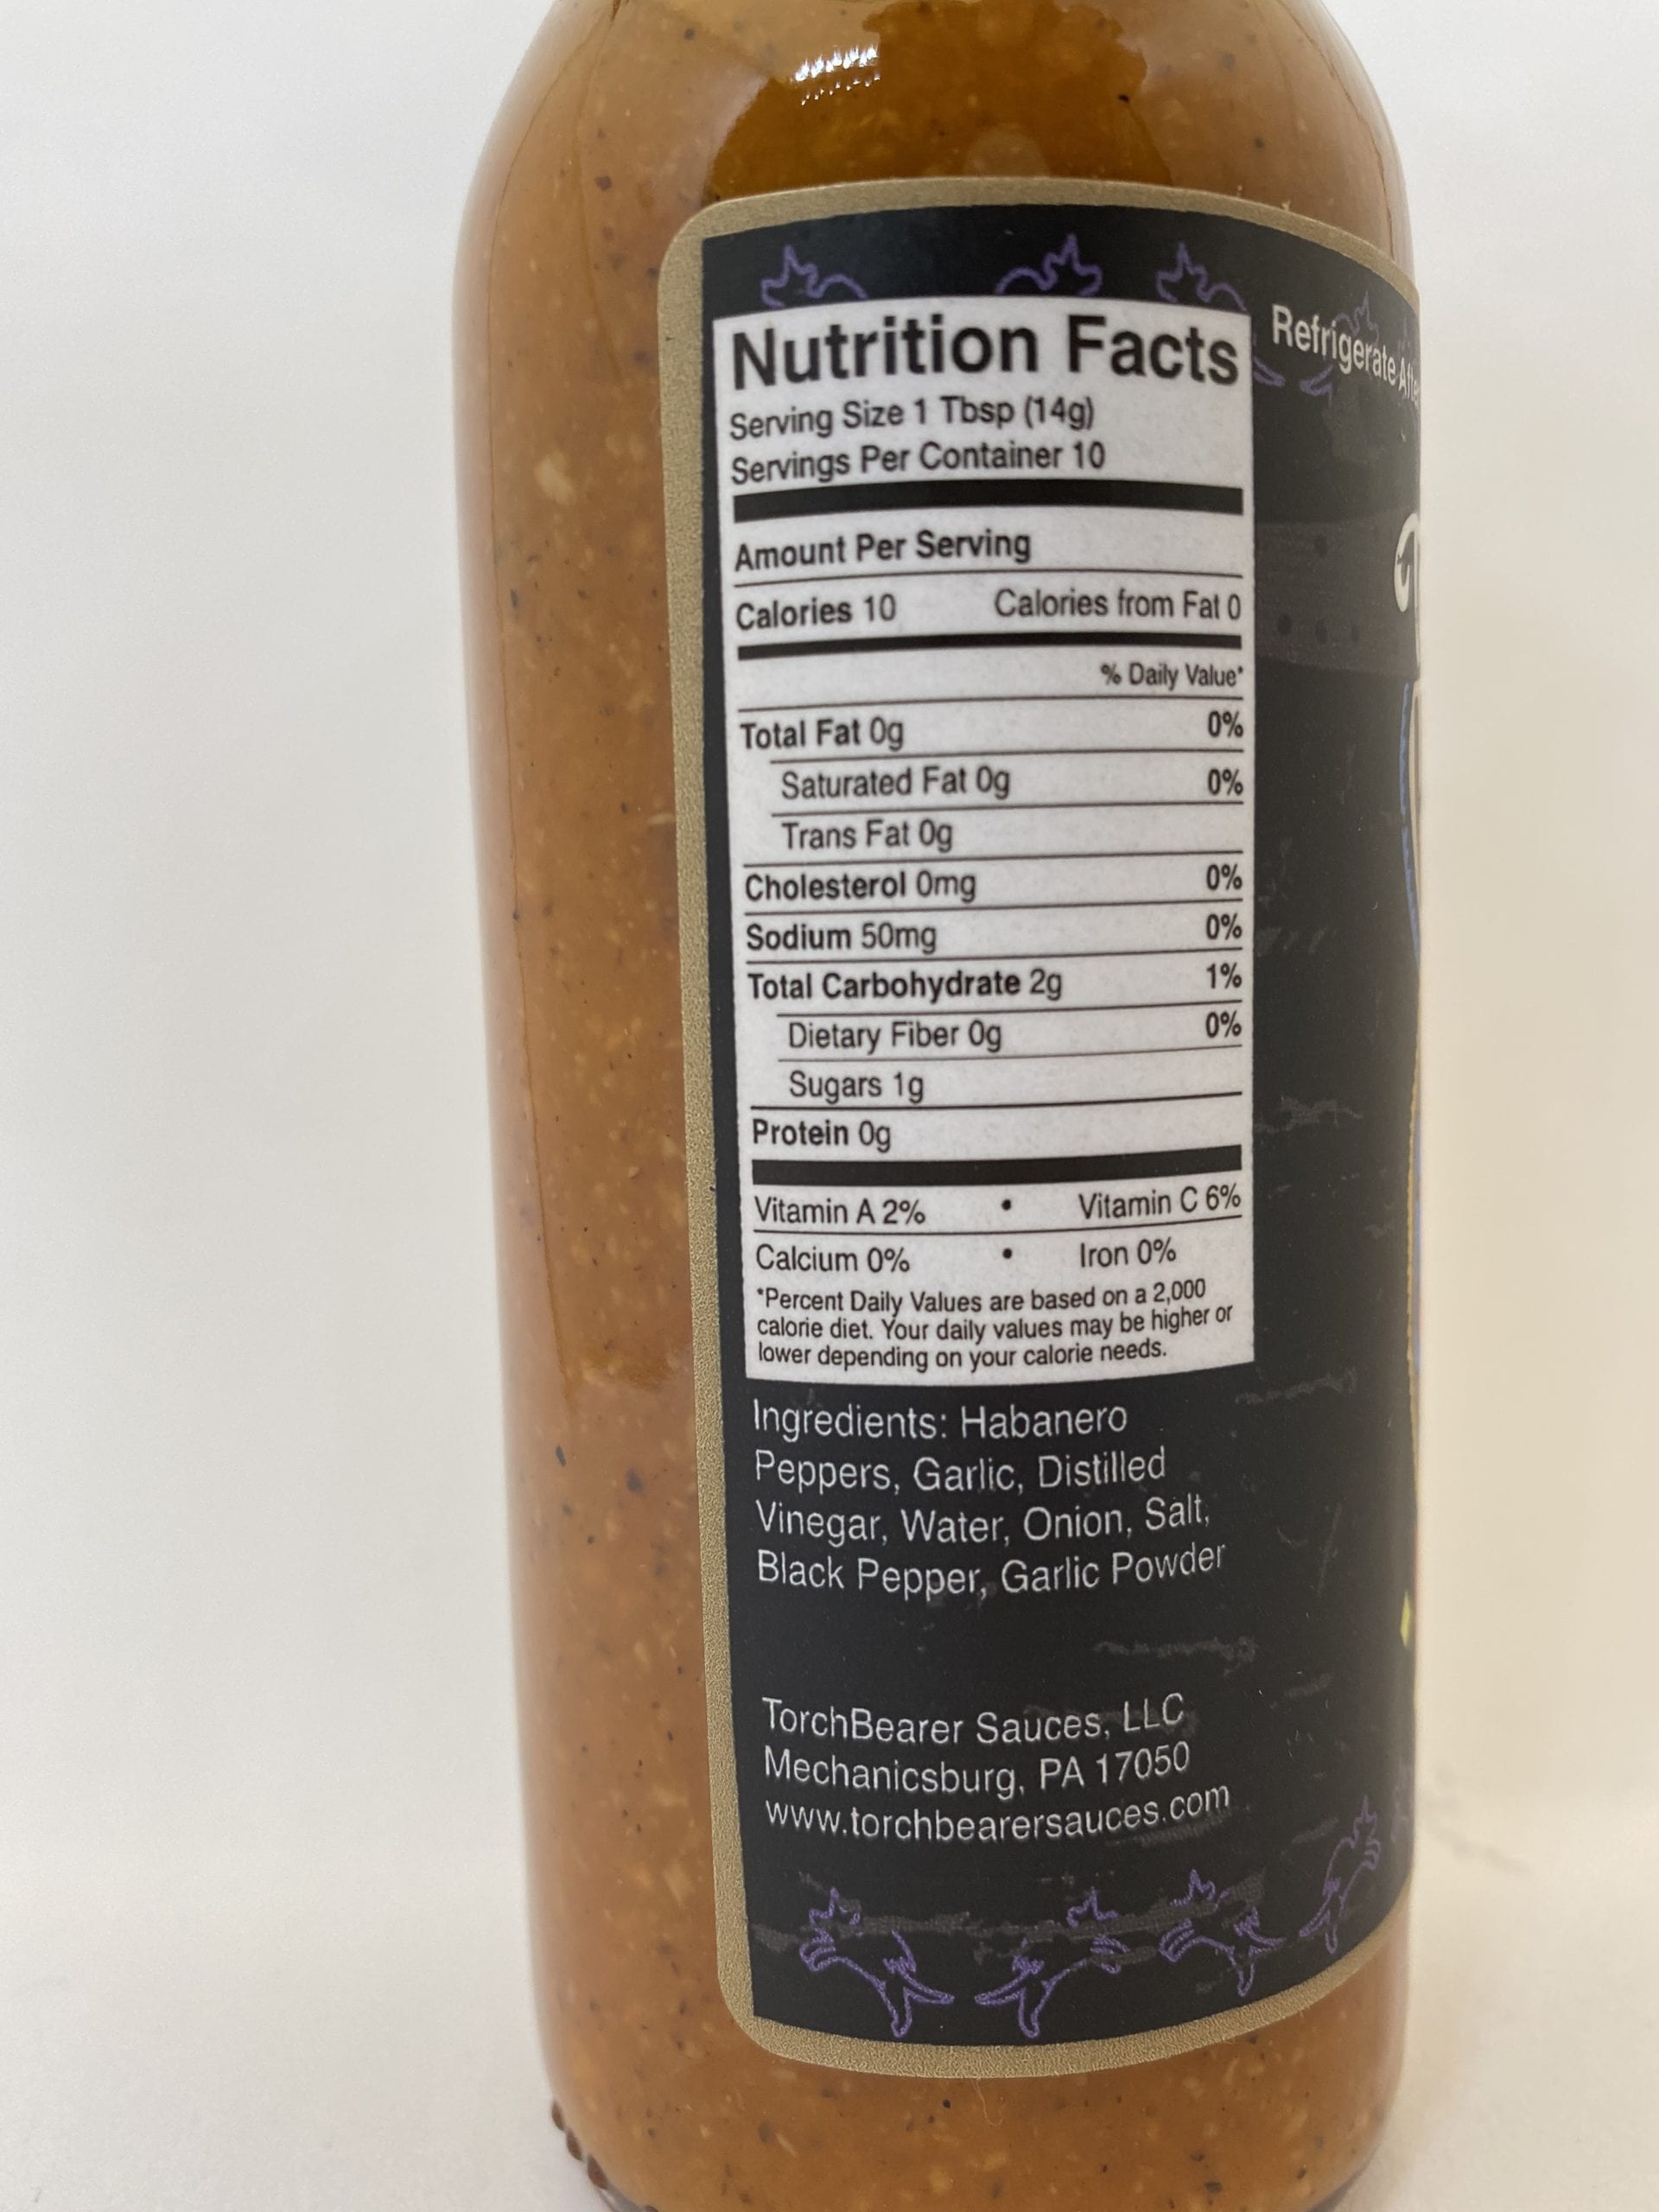 Nutrition Facts
Serving Size 1 Tbsp (14g)
Servings Per Container 10
Amount Per Serving
Calories 10 Calories from Fat 0
% Daily Value*
Total Fat 0g 0%
Saturated Fat 0g 0%
Trans Fat 0g
Cholesterol 0mg 0%
Sodium 50mg 0%
Total Carbohydrate 2g 1%
Dietary Fiber 0g 0%
Sugars 1g
Protein 0g
Vitamin A 2% • Vitamin C 6%
Calcium 0% • Iron 0%
*Percent Daily Values are based on a 2,000
calorie diet. Your daily values may be higher or
lower depending on your calorie needs.
Ingredients: Habanero
Peppers, Garlic, Distilled
Vinegar, Water, Onion, Salt,
Black Pepper, Garlic Powder
TorchBearer Sauces, LLC
Mechanicsburg, PA 17050
www.torchbearersauces.com
Refrigerate